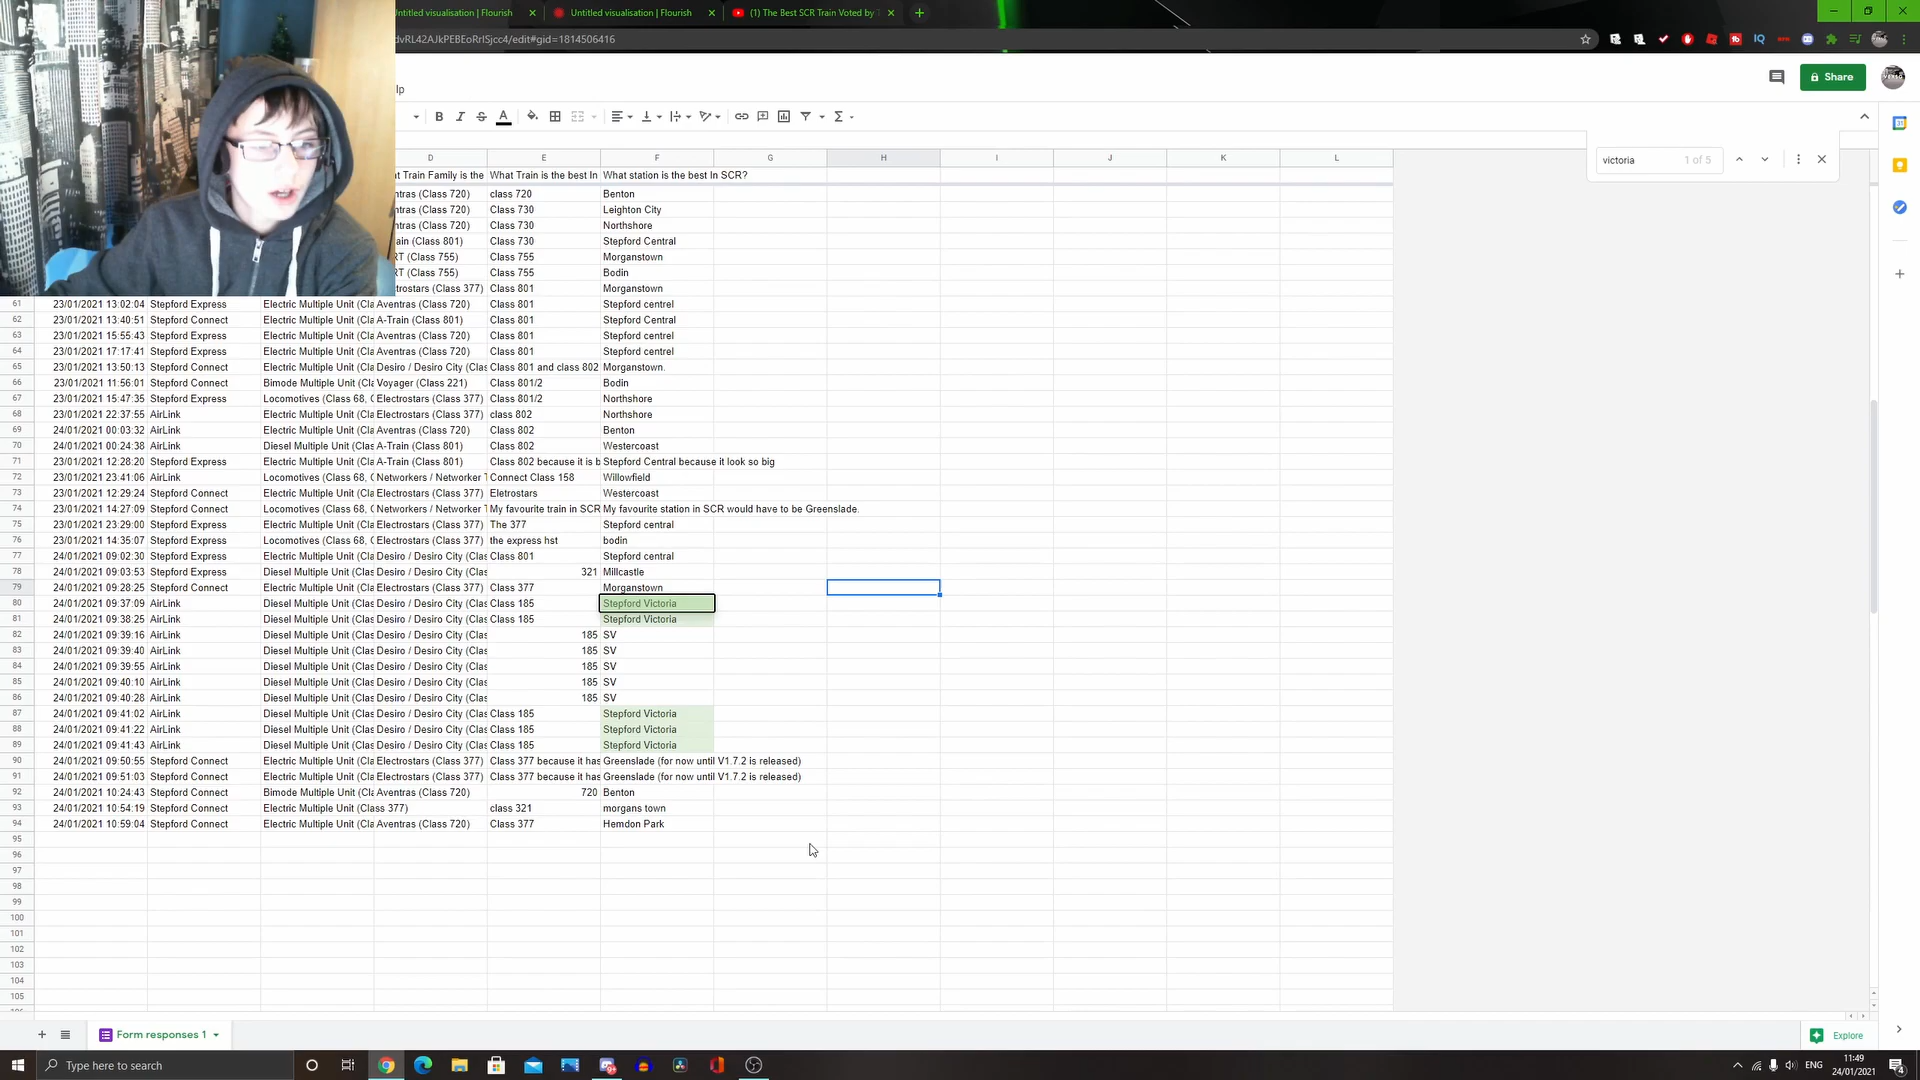 Untitled visualisation | Flourish
Untitled visualisation | Flourish
(1) The Best SCR Train Voted by
dvRL42AJkPEBEoRrISjcc4/edit#gid=1814506416
lp
Share
victoria 1 of 5
D E F G H I J K L
t Train Family is the What Train is the best In What station is the best In SCR?
ntras (Class 720) class 720 Benton
ntras (Class 720) Class 730 Leighton City
ntras (Class 720) Class 730 Northshore
ain (Class 801) Class 730 Stepford Central
RT (Class 755) Class 755 Morganstown
RT (Class 755) Class 755 Bodin
trostars (Class 377) Class 801 Morganstown
61 23/01/2021 13:02:04 Stepford Express Electric Multiple Unit (Cla Aventras (Class 720) Class 801 Stepford centrel
62 23/01/2021 13:40:51 Stepford Connect Electric Multiple Unit (Cla A-Train (Class 801) Class 801 Stepford Central
63 23/01/2021 15:55:43 Stepford Express Electric Multiple Unit (Cla Aventras (Class 720) Class 801 Stepford centrel
64 23/01/2021 17:17:41 Stepford Express Electric Multiple Unit (Cla Aventras (Class 720) Class 801 Stepford centrel
65 23/01/2021 13:50:13 Stepford Connect Electric Multiple Unit (Cla Desiro / Desiro City (Clas Class 801 and class 802 Morganstown.
66 23/01/2021 11:56:01 Stepford Connect Bimode Multiple Unit (Cla Voyager (Class 221) Class 801/2 Bodin
67 23/01/2021 15:47:35 Stepford Express Locomotives (Class 68, C Electrostars (Class 377) Class 801/2 Northshore
68 23/01/2021 22:37:55 AirLink Electric Multiple Unit (Cla Electrostars (Class 377) class 802 Northshore
69 24/01/2021 00:03:32 AirLink Electric Multiple Unit (Cla Aventras (Class 720) Class 802 Benton
70 24/01/2021 00:24:38 AirLink Diesel Multiple Unit (Clas A-Train (Class 801) Class 802 Westercoast
71 23/01/2021 12:28:20 Stepford Express Electric Multiple Unit (Cla A-Train (Class 801) Class 802 because it is b Stepford Central because it look so big
72 23/01/2021 23:41:06 AirLink Locomotives (Class 68, C Networkers / Networker T Connect Class 158 Willowfield
73 23/01/2021 12:29:24 Stepford Connect Electric Multiple Unit (Cla Electrostars (Class 377) Eletrostars Westercoast
74 23/01/2021 14:27:09 Stepford Connect Locomotives (Class 68, C Networkers / Networker T My favourite train in SCR My favourite station in SCR would have to be Greenslade.
75 23/01/2021 23:29:00 Stepford Express Electric Multiple Unit (Cla Electrostars (Class 377) The 377 Stepford central
76 23/01/2021 14:35:07 Stepford Express Locomotives (Class 68, C Electrostars (Class 377) the express hst bodin
77 24/01/2021 09:02:30 Stepford Express Electric Multiple Unit (Cla Desiro / Desiro City (Clas Class 801 Stepford central
78 24/01/2021 09:03:53 Stepford Express Diesel Multiple Unit (Clas Desiro / Desiro City (Clas 321 Millcastle
79 24/01/2021 09:28:25 Stepford Connect Electric Multiple Unit (Cla Electrostars (Class 377) Class 377 Morganstown
80 24/01/2021 09:37:09 AirLink Diesel Multiple Unit (Clas Desiro / Desiro City (Clas Class 185 Stepford Victoria
81 24/01/2021 09:38:25 AirLink Diesel Multiple Unit (Clas Desiro / Desiro City (Clas Class 185 Stepford Victoria
82 24/01/2021 09:39:16 AirLink Diesel Multiple Unit (Clas Desiro / Desiro City (Clas 185 SV
83 24/01/2021 09:39:40 AirLink Diesel Multiple Unit (Clas Desiro / Desiro City (Clas 185 SV
84 24/01/2021 09:39:55 AirLink Diesel Multiple Unit (Clas Desiro / Desiro City (Clas 185 SV
85 24/01/2021 09:40:10 AirLink Diesel Multiple Unit (Clas Desiro / Desiro City (Clas 185 SV
86 24/01/2021 09:40:28 AirLink Diesel Multiple Unit (Clas Desiro / Desiro City (Clas 185 SV
87 24/01/2021 09:41:02 AirLink Diesel Multiple Unit (Clas Desiro / Desiro City (Clas Class 185 Stepford Victoria
88 24/01/2021 09:41:22 AirLink Diesel Multiple Unit (Clas Desiro / Desiro City (Clas Class 185 Stepford Victoria
89 24/01/2021 09:41:43 AirLink Diesel Multiple Unit (Clas Desiro / Desiro City (Clas Class 185 Stepford Victoria
90 24/01/2021 09:50:55 Stepford Connect Electric Multiple Unit (Cla Electrostars (Class 377) Class 377 because it has Greenslade (for now until V1.7.2 is released)
91 24/01/2021 09:51:03 Stepford Connect Electric Multiple Unit (Cla Electrostars (Class 377) Class 377 because it has Greenslade (for now until V1.7.2 is released)
92 24/01/2021 10:24:43 Stepford Connect Bimode Multiple Unit (Cla Aventras (Class 720) 720 Benton
93 24/01/2021 10:54:19 Stepford Connect Electric Multiple Unit (Class 377) class 321 morgans town
94 24/01/2021 10:59:04 Stepford Connect Electric Multiple Unit (Cla Aventras (Class 720) Class 377 Hemdon Park
95
96
97
98
99
100
101
102
103
104
105
Form responses 1
Explore
Type here to search
ENG
11:49
24/01/2021